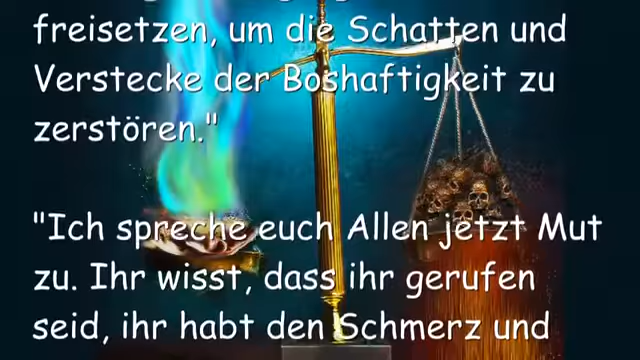 freisetzen, um die Schatten und
Verstecke der Boshaftigkeit zu
zerstören."
"Ich spreche euch Allen jetzt Mut
zu. Ihr wisst, dass ihr gerufen
seid, ihr habt den Schmerz und